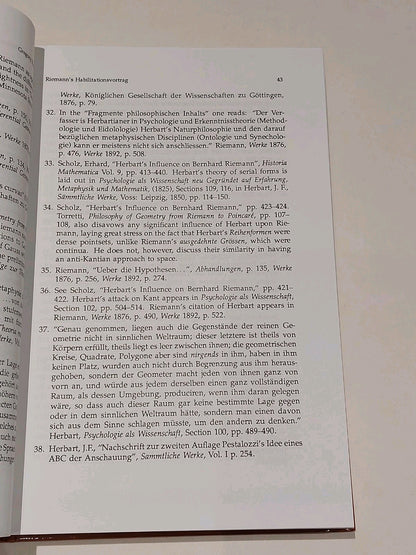 Riemann's Habilitationsvortrag 43
Werke, Königlichen Gesellschaft der Wissenschaften zu Göttingen,
1876, p. 79.
32. In the "Fragmente philosophischen Inhalts" one reads: "Der Ver-
fasser is Herbartianer in Psychologie und Erkenntnistheorie (Method-
ologie und Eidolologie) Herbart's Naturphilosophie und den darauf
bezüglichen metaphysischen Disciplinen (Ontologie und Synecholo-
gie) kann er meistens nicht sich anschliessen." Riemann, Werke 1876,
p. 476, Werke 1892, p. 508.
33. Scholz, Erhard, "Herbart's Influence on Bernhard Riemann", Historia
Mathematica Vol. 9, pp. 413–440. Herbart's theory of serial forms is
laid out in Psychologie als Wissenschaft neu Gegründet auf Erfahrung,
Metaphysik und Mathematik, (1825), Sections 109, 116, in Herbart, J.F.,
Sämmtliche Werke, Voss: Leipzig, 1850, pp. 114–150.
34. Scholz, "Herbart's Influence on Bernhard Riemann", pp. 423–424.
Torretti, Philosophy of Geometry from Riemann to Poincaré, pp. 107–
108, also disavows any significant influence of Herbart upon Rie-
mann, laying great stress on the fact that Herbart's Reihenformen were
dense pointsets, unlike Riemann's ausgedehnte Grössen, which were
continua. He does not, however, discuss their similarity in having
an anti-Kantian approach to space.
35. Riemann, "Ueber die Hypothesen...", Abhandlungen, p. 135, Werke
1876, p. 256, Werke 1892, p. 274.
36. See Scholz, "Herbart's Influence on Bernhard Riemann", pp. 421–
422. Herbart's attack on Kant appears in Psychologie als Wissenschaft,
Section 102, pp. 504–514. Riemann's citation of Herbart appears in
Riemann, Werke 1876, p. 490, Werke 1892, p. 522.
37. "Genau genommen, liegen auch die Gegenstände der reinen Ge-
ometrie nicht in sinnlichen Weltraum; dieser letztere ist theils von
Körpern erfüllt, theils liegt es leer zwischen ihnen; die geometrischen
Kreise, Quadrate, Polygone aber sind nirgends in ihm, haben in ihm
keinen Platz, wurden auch nicht durch Begenzung aus ihm heraus-
gehoben, sondern der Geometer macht jeden von ihnen ganz von
vorn an, und würde aus jedem derselben einen ganz vollständigen
Raum, als dessen Umgebung, produciren, wenn ihm daran gelegen
wäre, so dass auch dieser Raum gar keine bestimmte Lage gegen
oder in dem sinnlichen Weltraum hätte, sondern man einen davon
sich aus dem Sinne schlagen müsste, um den andern zu denken."
Herbart, Psychologie als Wissenschaft, Section 100, pp. 489–490.
38. Herbart, J.F., "Nachschrift zur zweiten Auflage Pestalozzi's Idee eines
ABC der Anschauung", Sämmtliche Werke, Vol. I p. 254.